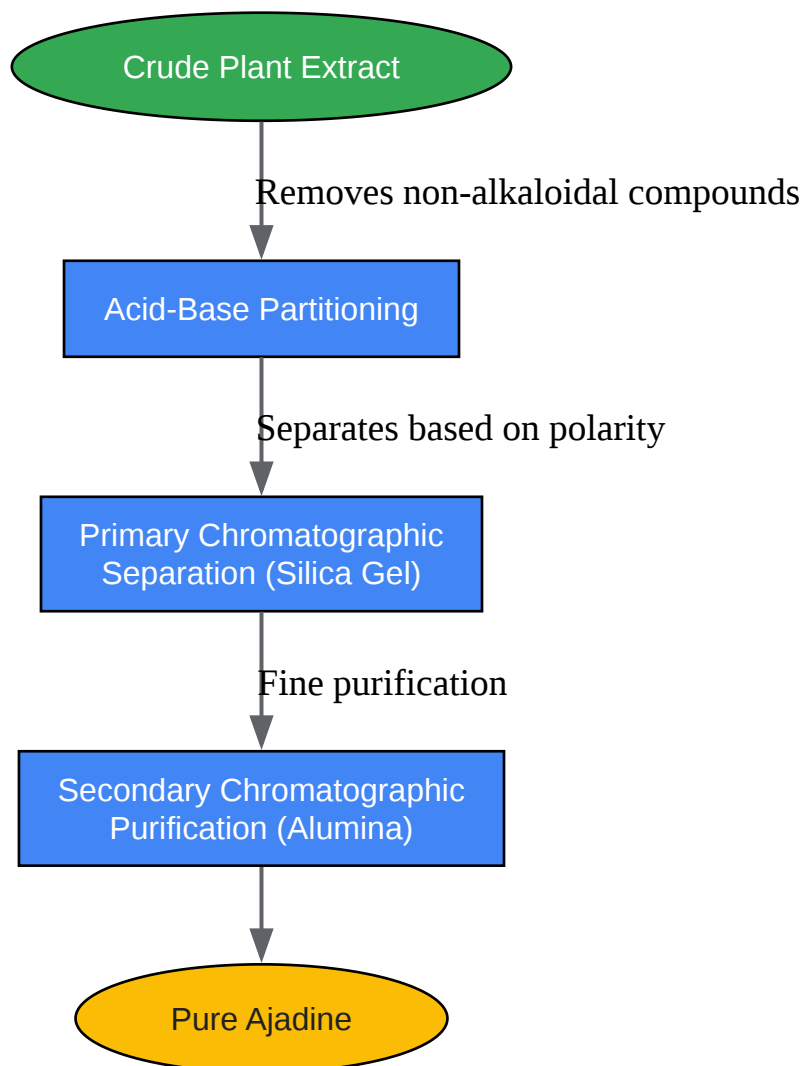 Crude Plant Extract
Removes non-alkaloidal compounds
Acid-Base Partitioning
Separates based on polarity
Primary Chromatographic
Separation (Silica Gel)
Fine purification
Secondary Chromatographic
Purification (Alumina)
Pure Ajadine